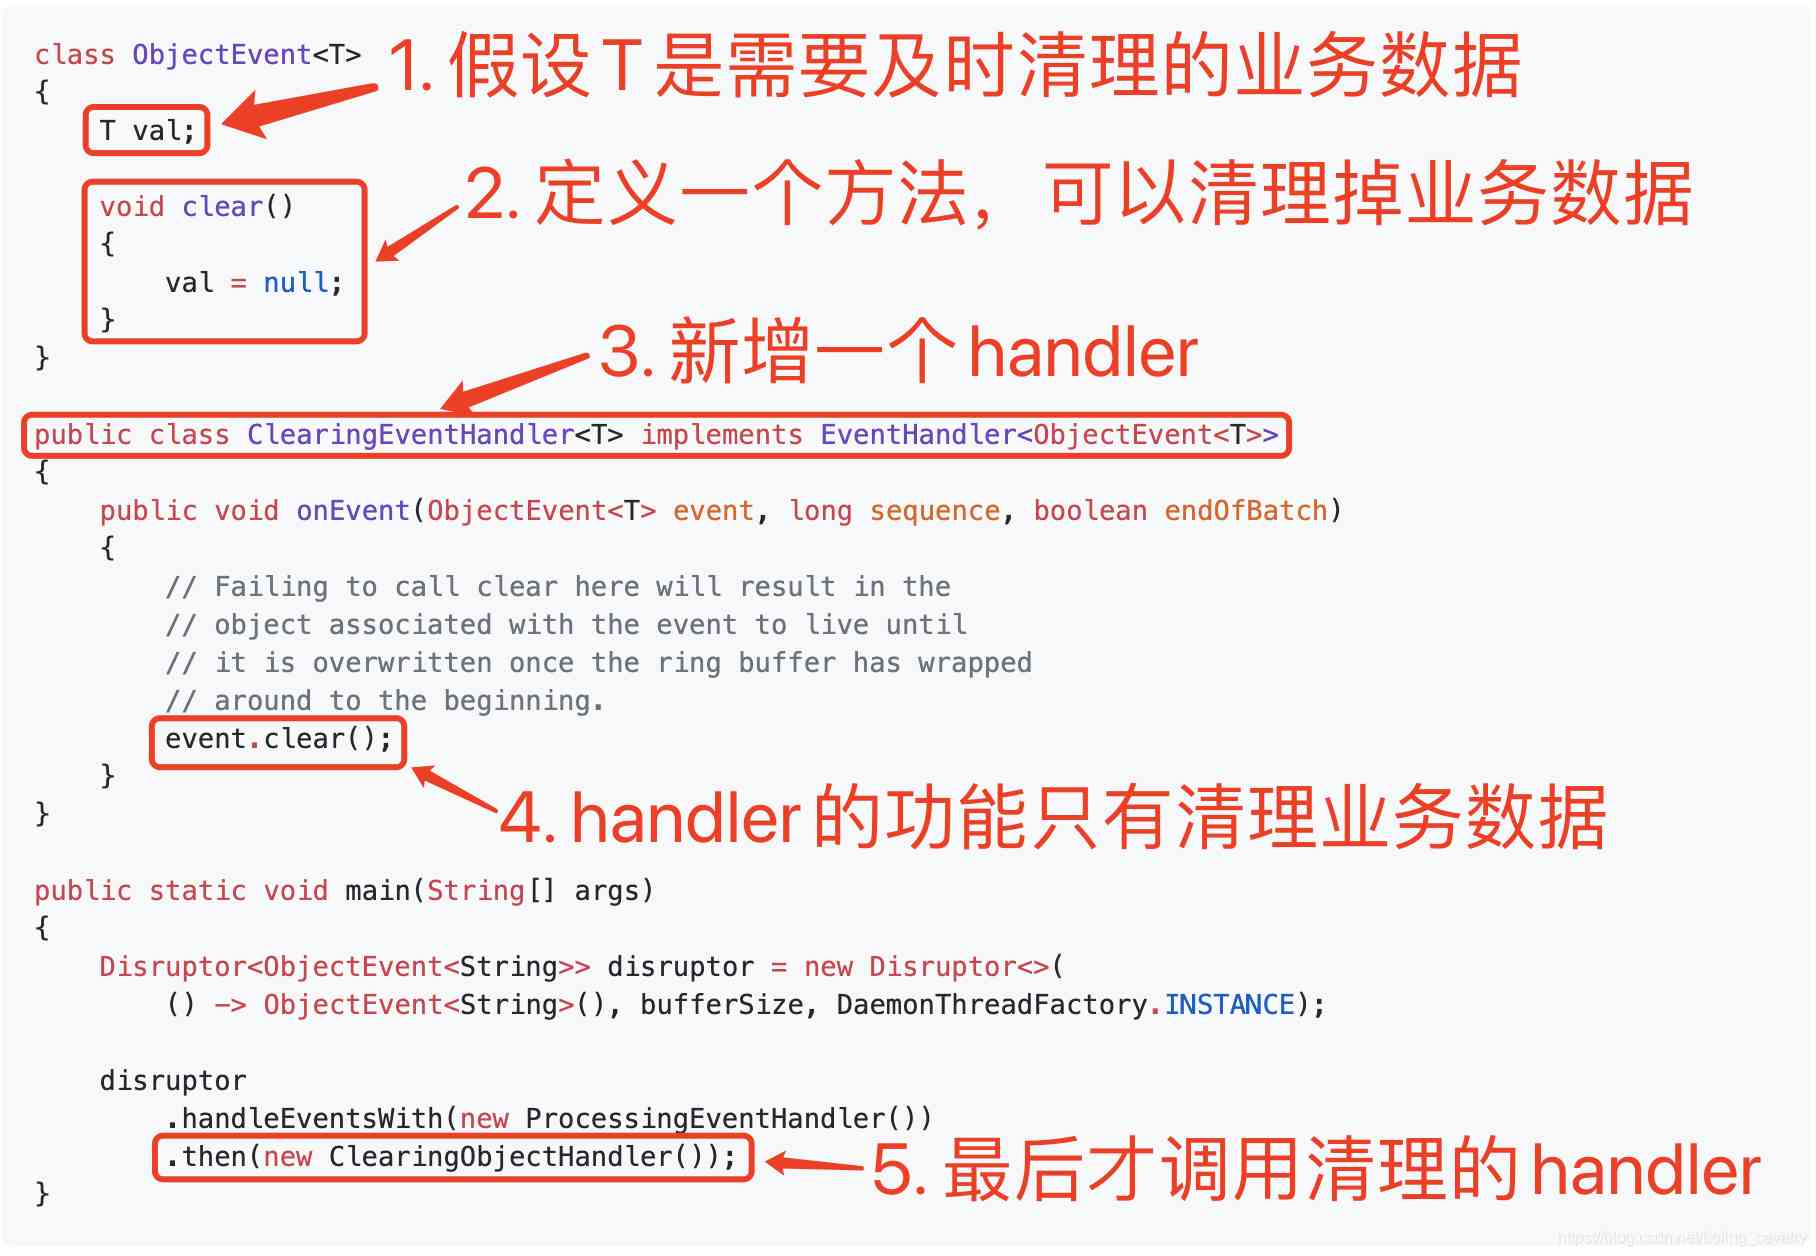 class ObjectEvent<T>
1. 假设T是需要及时清理的业务数据
{
T val;
2. 定义一个方法，可以清理掉业务数据
void clear()
{
val = null;
}
}
3. 新增一个handler
public class ClearingEventHandler<T> implements EventHandler<ObjectEvent<T>>
{
public void onEvent(ObjectEvent<T> event, long sequence, boolean endOfBatch)
{
// Failing to call clear here will result in the
// object associated with the event to live until
// it is overwritten once the ring buffer has wrapped
// around to the beginning.
event.clear();
}
4. handler的功能只有清理业务数据
}
public static void main(String[] args)
{
Disruptor<ObjectEvent<String>> disruptor = new Disruptor<>(
() -> ObjectEvent<String>(), bufferSize, DaemonThreadFactory.INSTANCE);
disruptor
.handleEventsWith(new ProcessingEventHandler())
.then(new ClearingObjectHandler());
5. 最后才调用清理的handler
}
https://blog.csdn.net/boling_cavalry